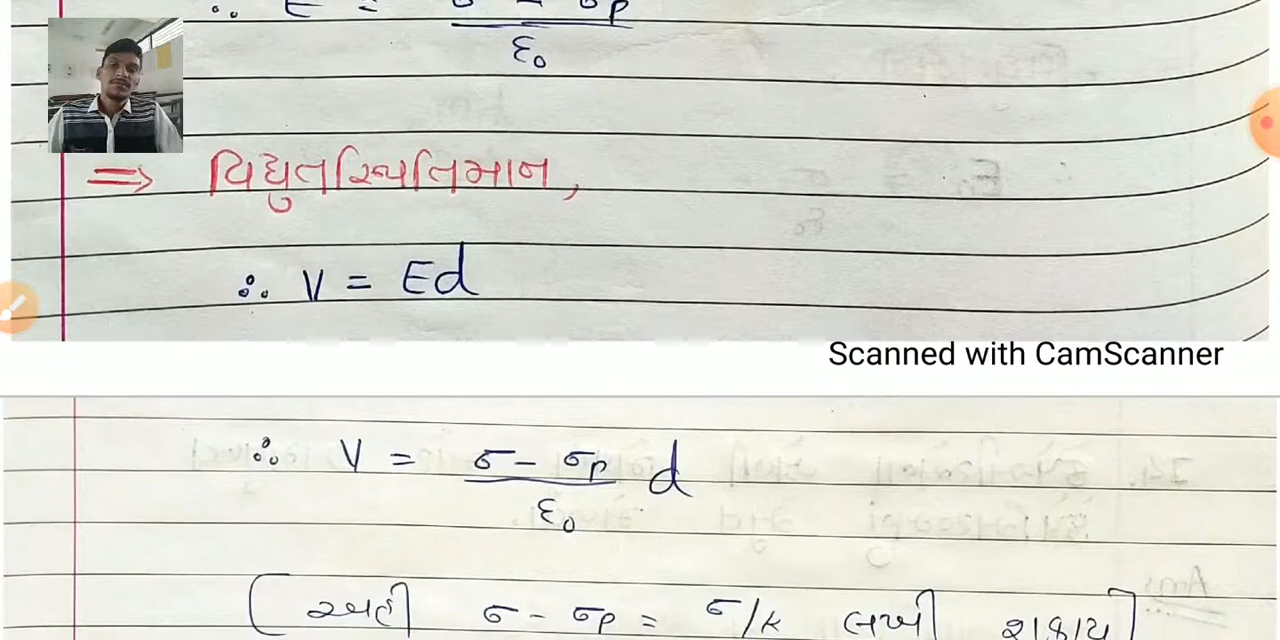 ∴ E = σ - σp / ε₀
⇒ વિદ્યુતસ્થિતિમાન,
∴ V = Ed
Scanned with CamScanner
∴ V = σ - σp / ε₀ d
[ અહીં σ - σp = σ/k લખી શકાય ]